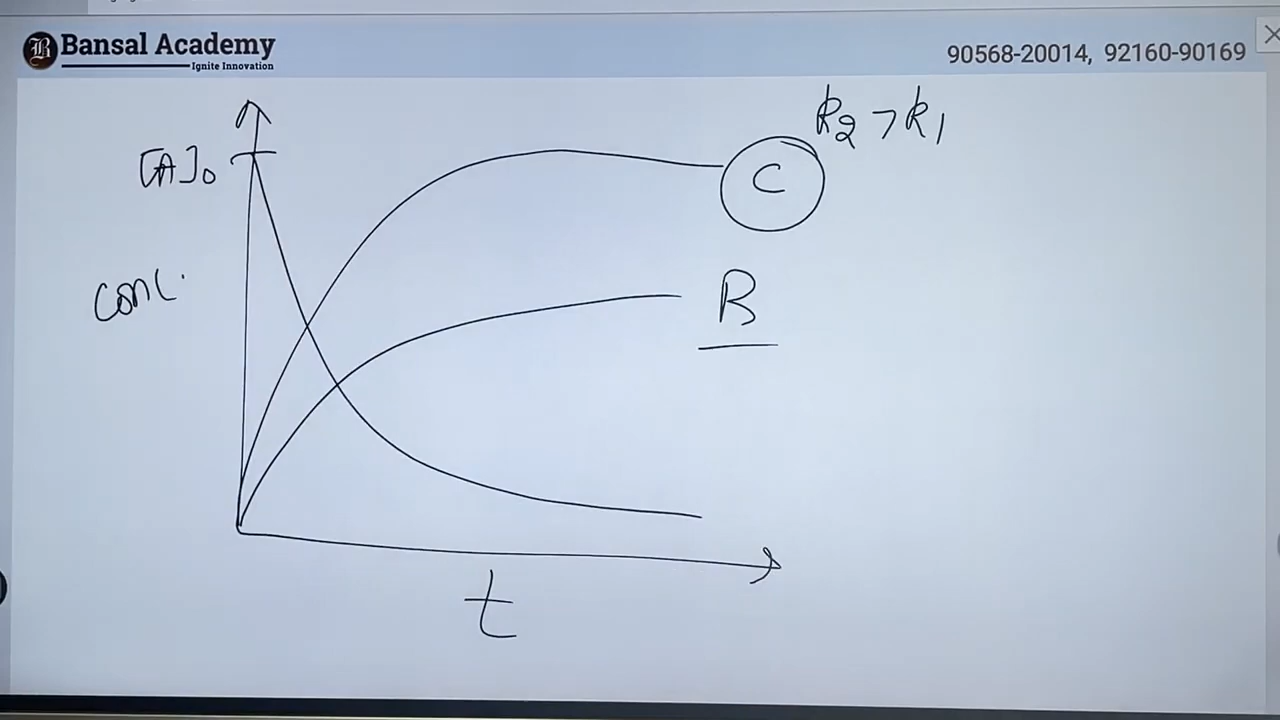 Bansal Academy
Ignite Innovation
90568-20014, 92160-90169
k2 > k1
[A]0
C
conc.
B
t